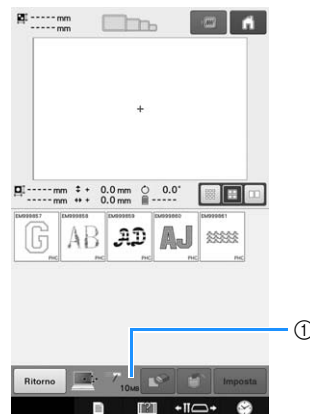 ----- mm
----- mm
+
----- mm + 0.0 mm 0.0°
----- mm + 0.0 mm -----
EM999857 EM999858 EM999859 EM999860 EM999861
G AB AD AJ
PHC PHC PHC PHC PHC
①
Ritorno 10MB Imposta